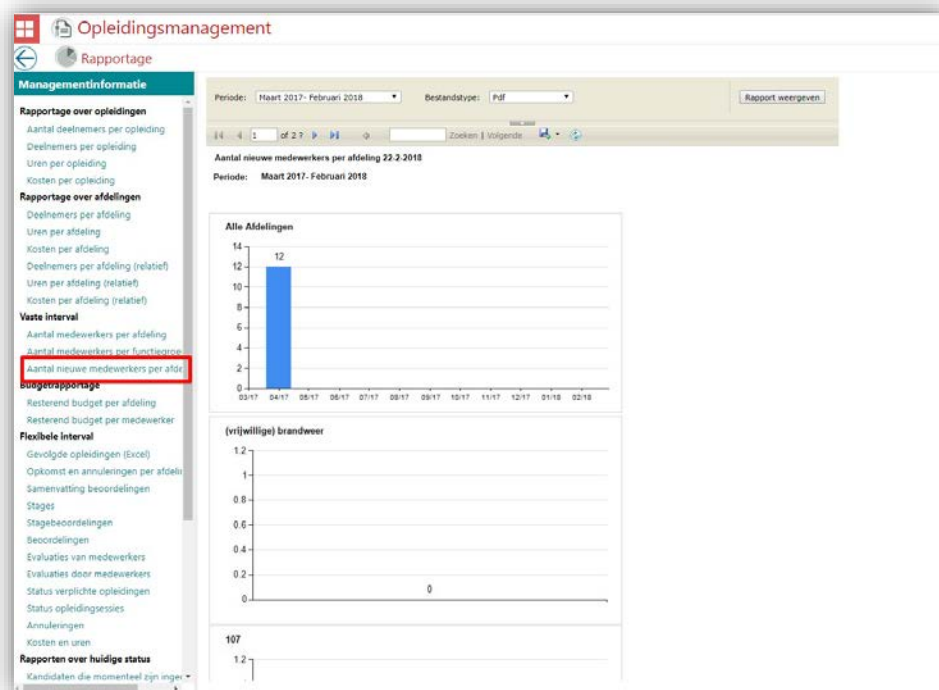 Opleidingsmanagement
Rapportage
Managementinformatie
Rapportage over opleidingen
Aantal deelnemers per opleiding
Deelnemers per opleiding
Uren per opleiding
Kosten per opleiding
Rapportage over afdelingen
Deelnemers per afdeling
Uren per afdeling
Kosten per afdeling
Deelnemers per afdeling (relatief)
Uren per afdeling (relatief)
Kosten per afdeling (relatief)
Vaste interval
Aantal medewerkers per afdeling
Aantal medewerkers per functiegroe
Aantal nieuwe medewerkers per afde
Budgetrapportage
Resterend budget per afdeling
Resterend budget per medewerker
Flexibele interval
Gevolgde opleidingen (Excel)
Opkomst en annuleringen per afdelin
Samenvatting beoordelingen
Stages
Stagebeoordelingen
Beoordelingen
Evaluaties van medewerkers
Evaluaties door medewerkers
Status verplichte opleidingen
Status opleidingsessies
Annuleringen
Kosten en uren
Rapporten over huidige status
Kandidaten die momenteel zijn inge
Periode: Maart 2017- Februari 2018 Bestandstype: Pdf Rapport weergeven
1 of 2 ? Zoeken | Volgende
Aantal nieuwe medewerkers per afdeling 22-2-2018
Periode: Maart 2017- Februari 2018
Alle Afdelingen
14
12
12
10
8
6
4
2
0
03/17 04/17 05/17 06/17 07/17 08/17 09/17 10/17 11/17 12/17 01/18 02/18
(vrijwillige) brandweer
1.2
1
0.8
0.6
0.4
0.2
0
0
107
1.2